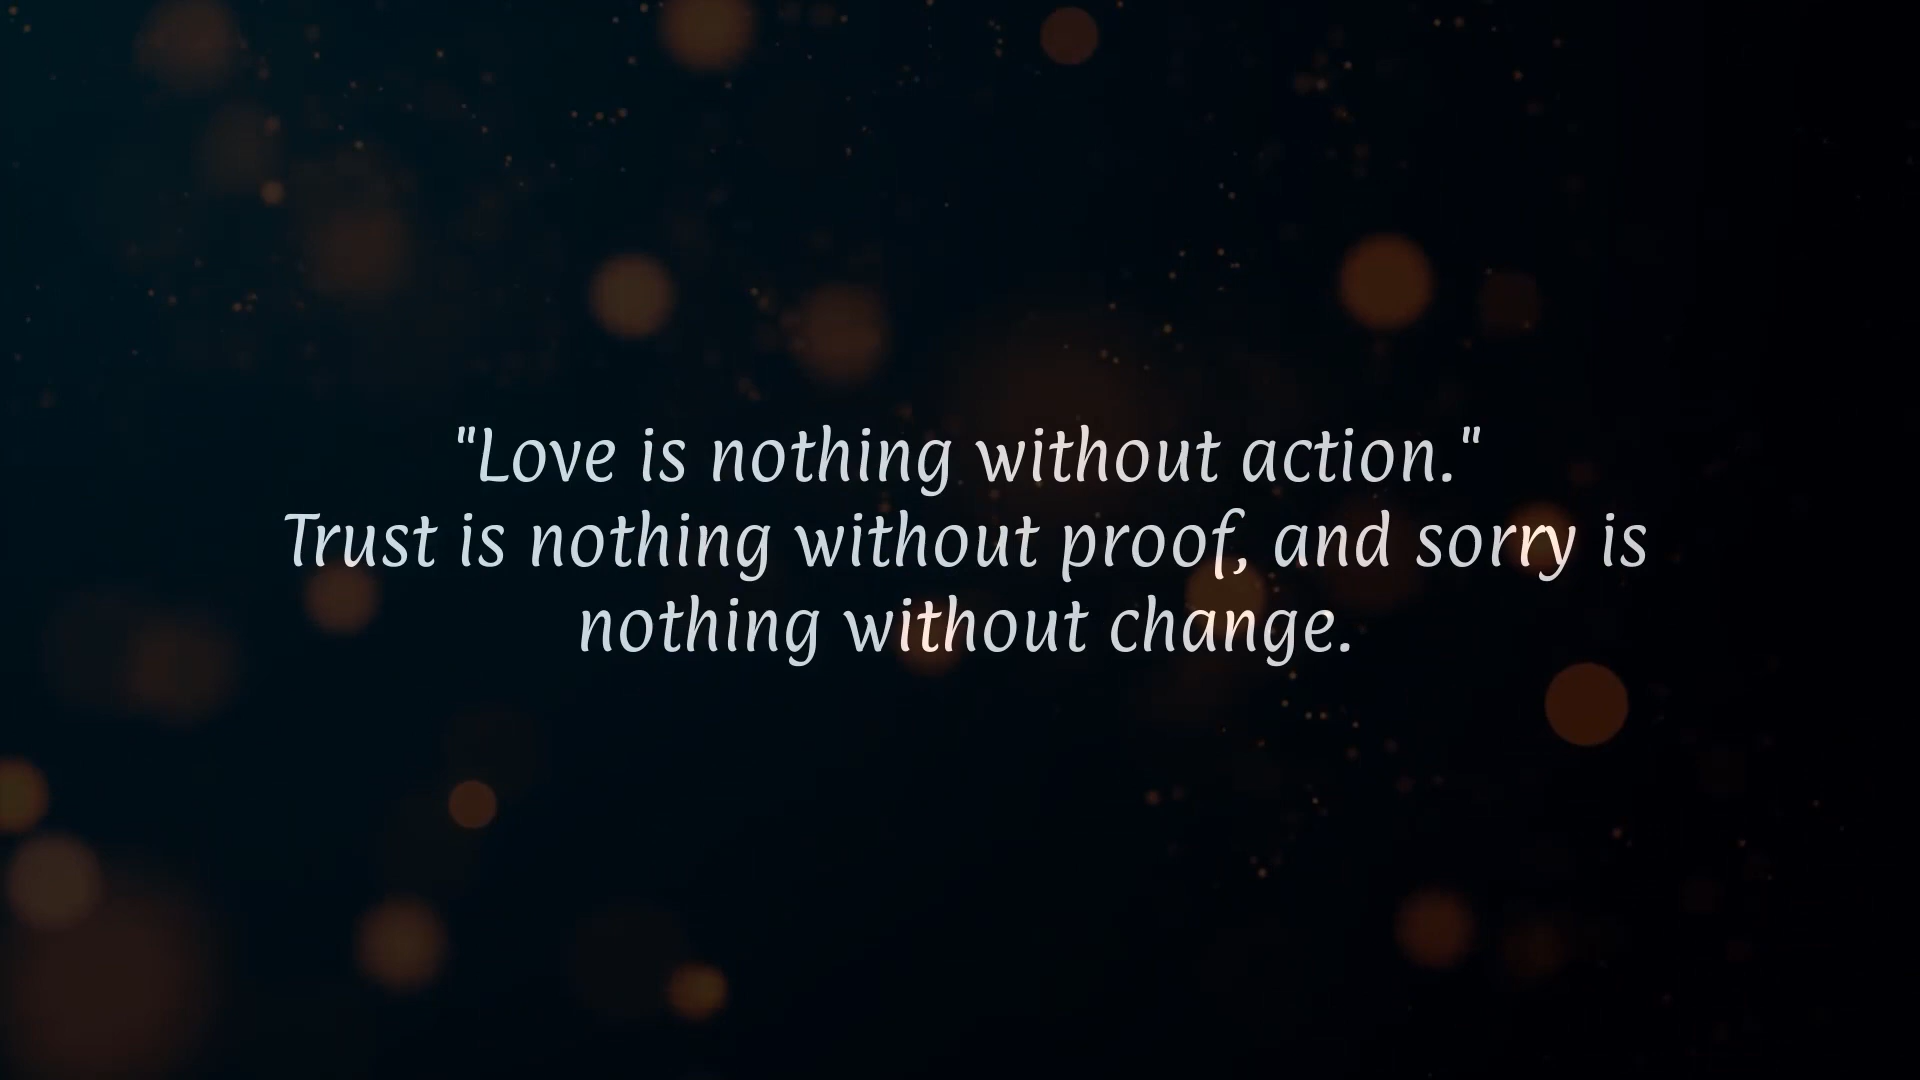 "Love is nothing without action."
Trust is nothing without proof, and sorry is
nothing without change.